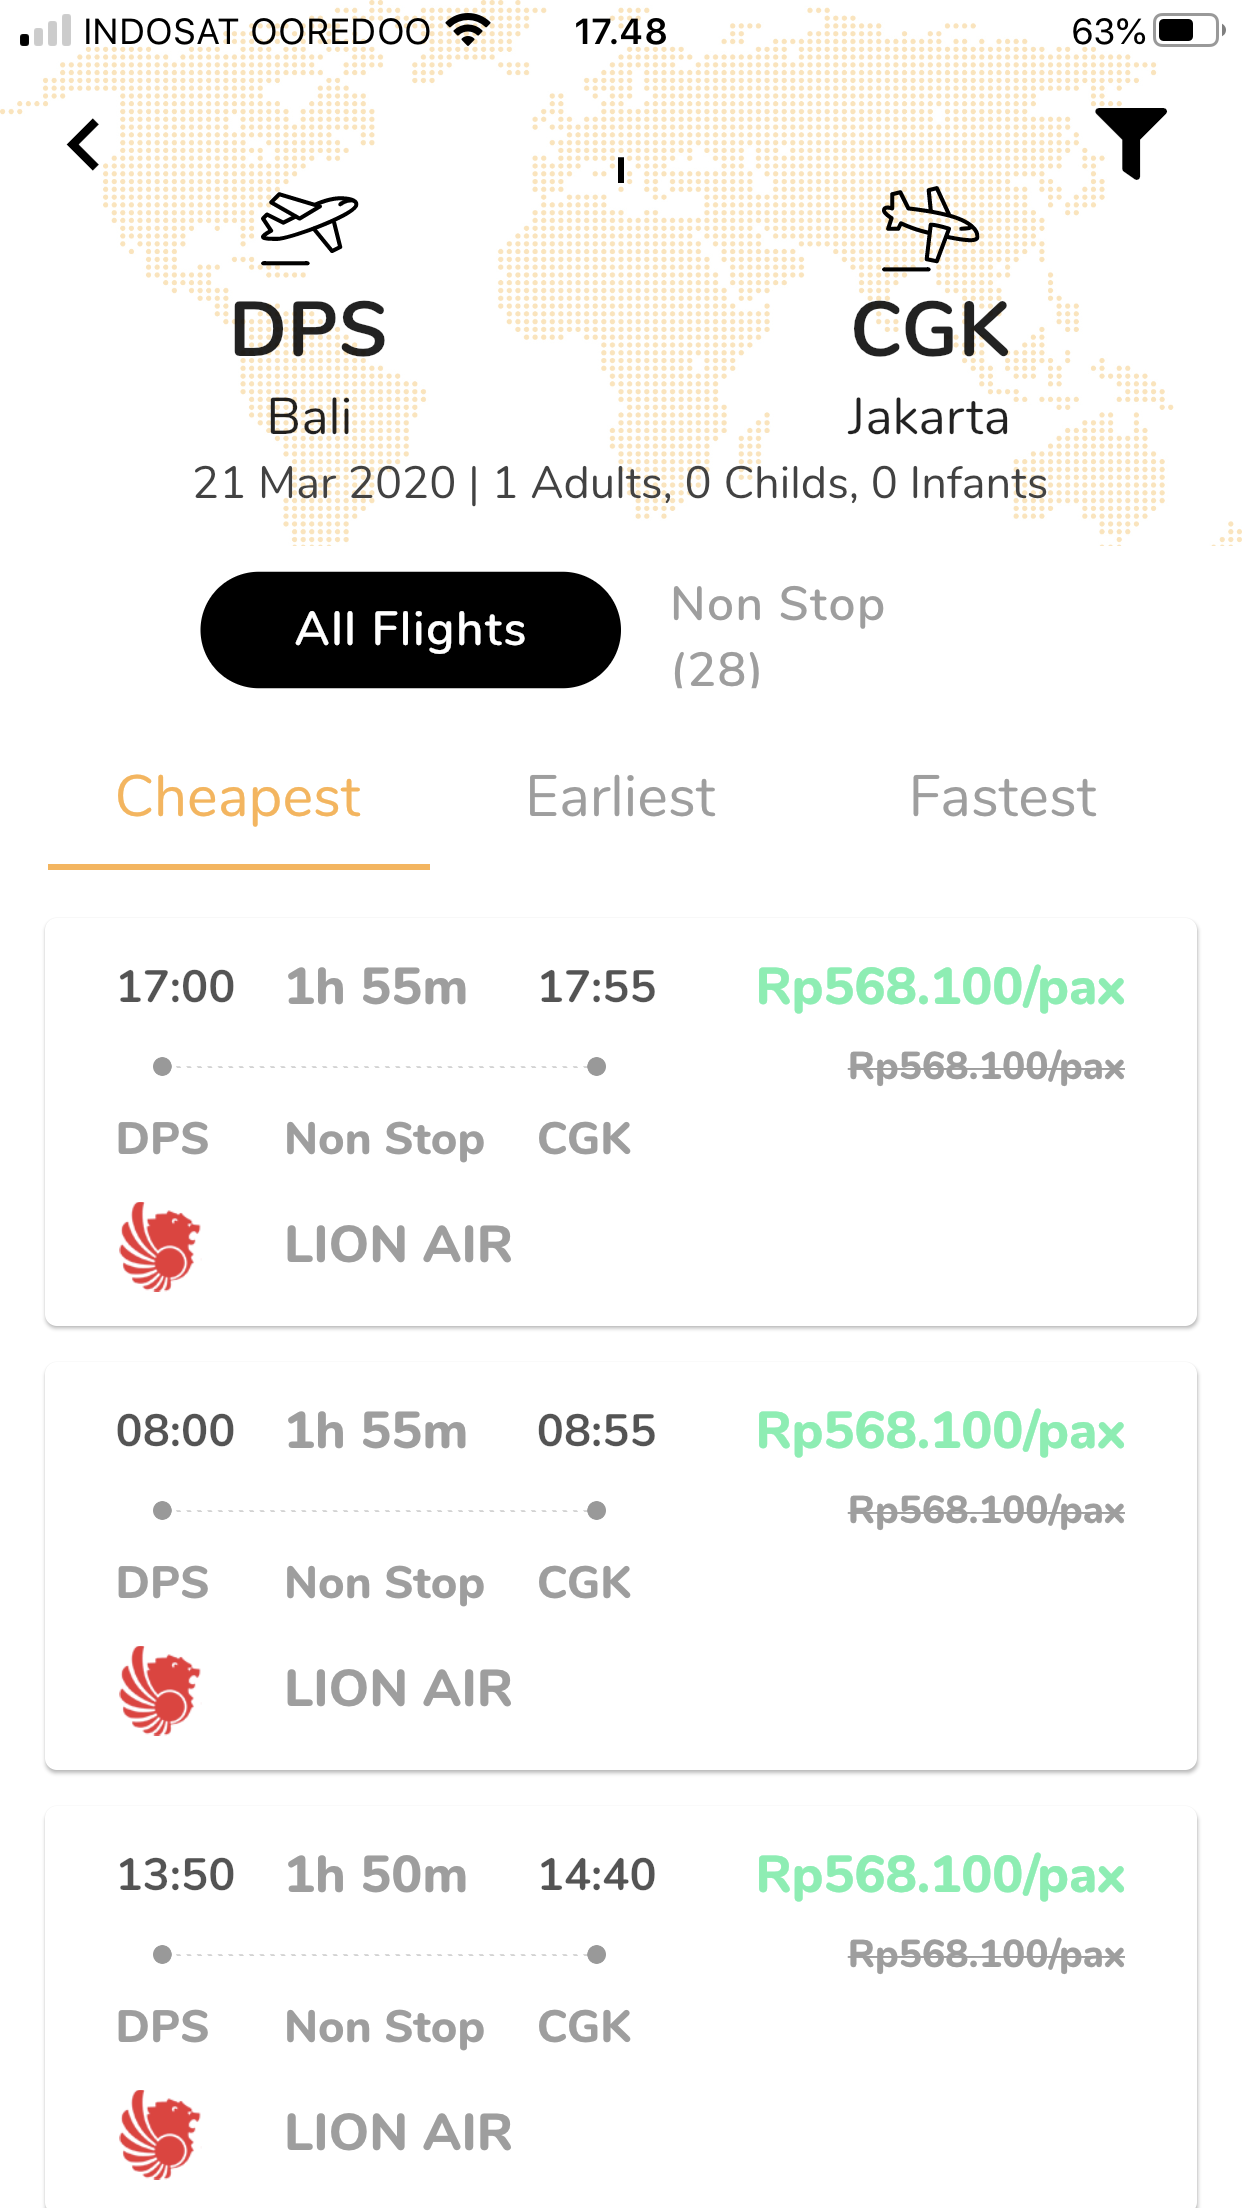 INDOSAT OOREDOO 17.48 63%
DPS CGK
Bali Jakarta
21 Mar 2020 | 1 Adults, 0 Childs, 0 Infants
All Flights
Non Stop
(28)
Cheapest Earliest Fastest
17:00 1h 55m 17:55 Rp568.100/pax
Rp568.100/pax
DPS Non Stop CGK
LION AIR
08:00 1h 55m 08:55 Rp568.100/pax
Rp568.100/pax
DPS Non Stop CGK
LION AIR
13:50 1h 50m 14:40 Rp568.100/pax
Rp568.100/pax
DPS Non Stop CGK
LION AIR